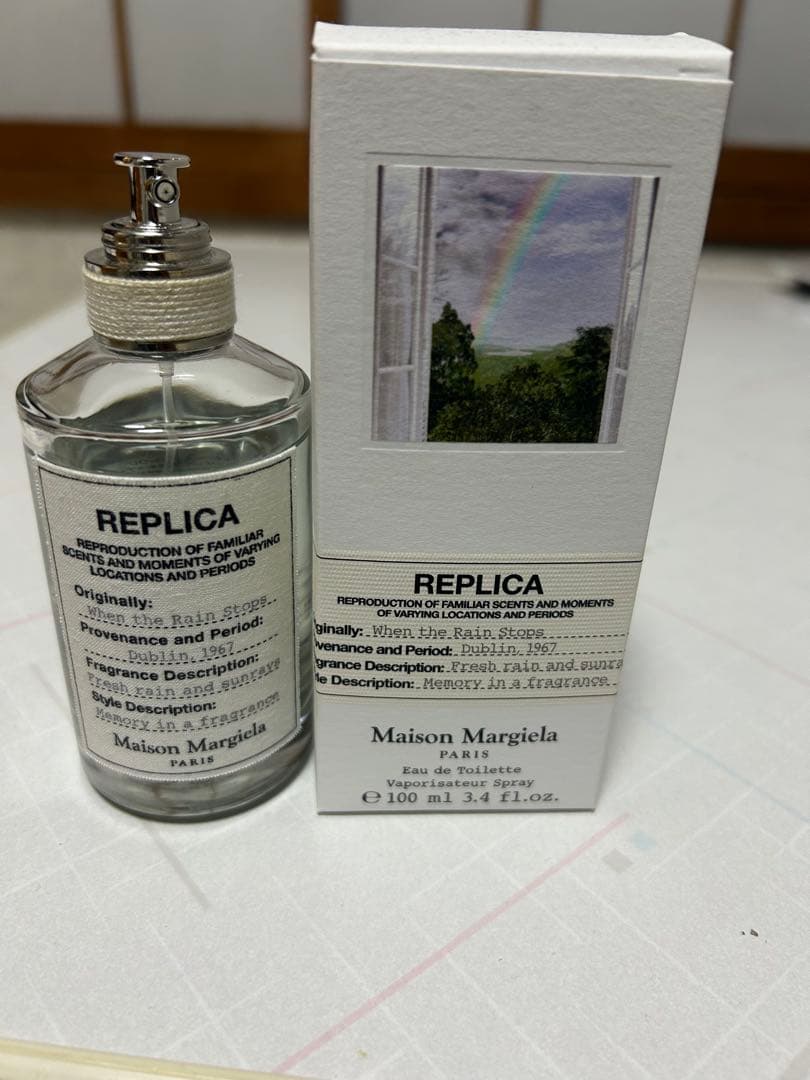 REPLICA
REPRODUCTION OF FAMILIAR
SCENTS AND MOMENTS OF VARYING
LOCATIONS AND PERIODS
Originally: When the Rain Stops
Provenance and Period:
Dublin, 1967
Fragrance Description:
Fresh rain and sunrays
Style Description:
Memory in a fragrance
Maison Margiela
PARIS
REPLICA
REPRODUCTION OF FAMILIAR SCENTS AND MOMENTS
OF VARYING LOCATIONS AND PERIODS
ginally: When the Rain Stops
venance and Period: Dublin, 1967
grance Description: Fresh rain and sunra
le Description: Memory in a fragrance
Maison Margiela
PARIS
Eau de Toilette
Vaporisateur Spray
℮ 100 ml 3.4 fl.oz.